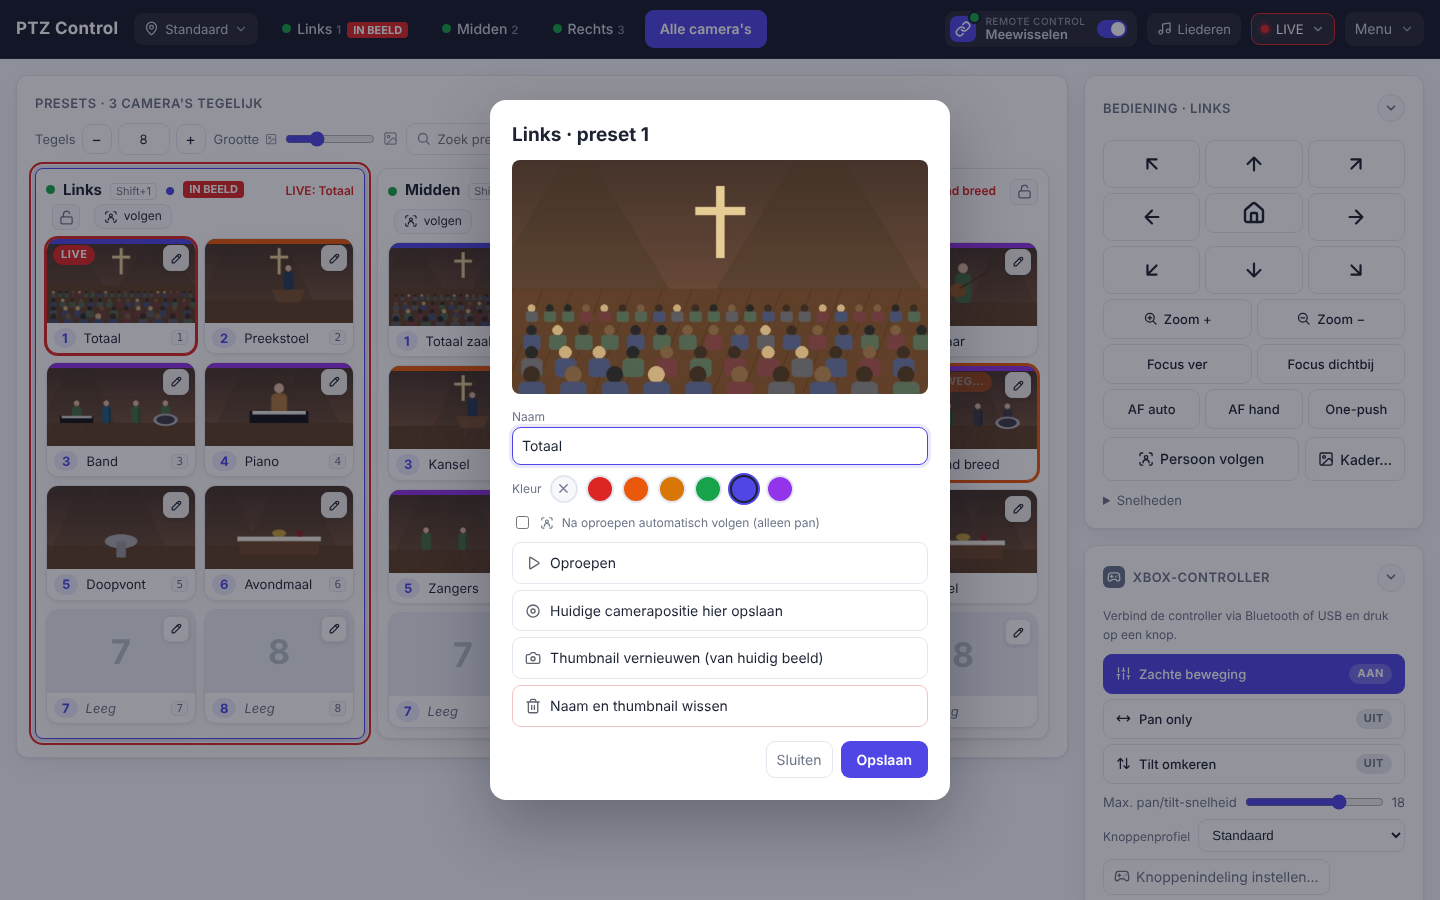 PTZ Control
Standaard
Links 1 IN BEELD
Midden 2
Rechts 3
Alle camera's
REMOTE CONTROL
Meewisselen
Liederen
LIVE
Menu
PRESETS · 3 CAMERA'S TEGELIJK
Tegels − 8 + Grootte Zoek pre
Links Shift+1 IN BEELD LIVE: Totaal
volgen
LIVE
1 Totaal 1
2 Preekstoel 2
3 Band 3
4 Piano 4
5 Doopvont 5
6 Avondmaal 6
7
8
7 Leeg 7
8 Leeg 8
Midden Shi
volgen
1 Totaal zaal
3 Kansel
5 Zangers
7
7 Leeg
d breed
aar
WEG...
d breed
el
8
g
Links · preset 1
Naam
Totaal
Kleur
Na oproepen automatisch volgen (alleen pan)
Oproepen
Huidige camerapositie hier opslaan
Thumbnail vernieuwen (van huidig beeld)
Naam en thumbnail wissen
Sluiten
Opslaan
BEDIENING · LINKS
Zoom +
Zoom −
Focus ver
Focus dichtbij
AF auto
AF hand
One-push
Persoon volgen
Kader...
Snelheden
XBOX-CONTROLLER
Verbind de controller via Bluetooth of USB en druk
op een knop.
Zachte beweging AAN
Pan only UIT
Tilt omkeren UIT
Max. pan/tilt-snelheid 18
Knoppenprofiel Standaard
Knoppenindeling instellen...